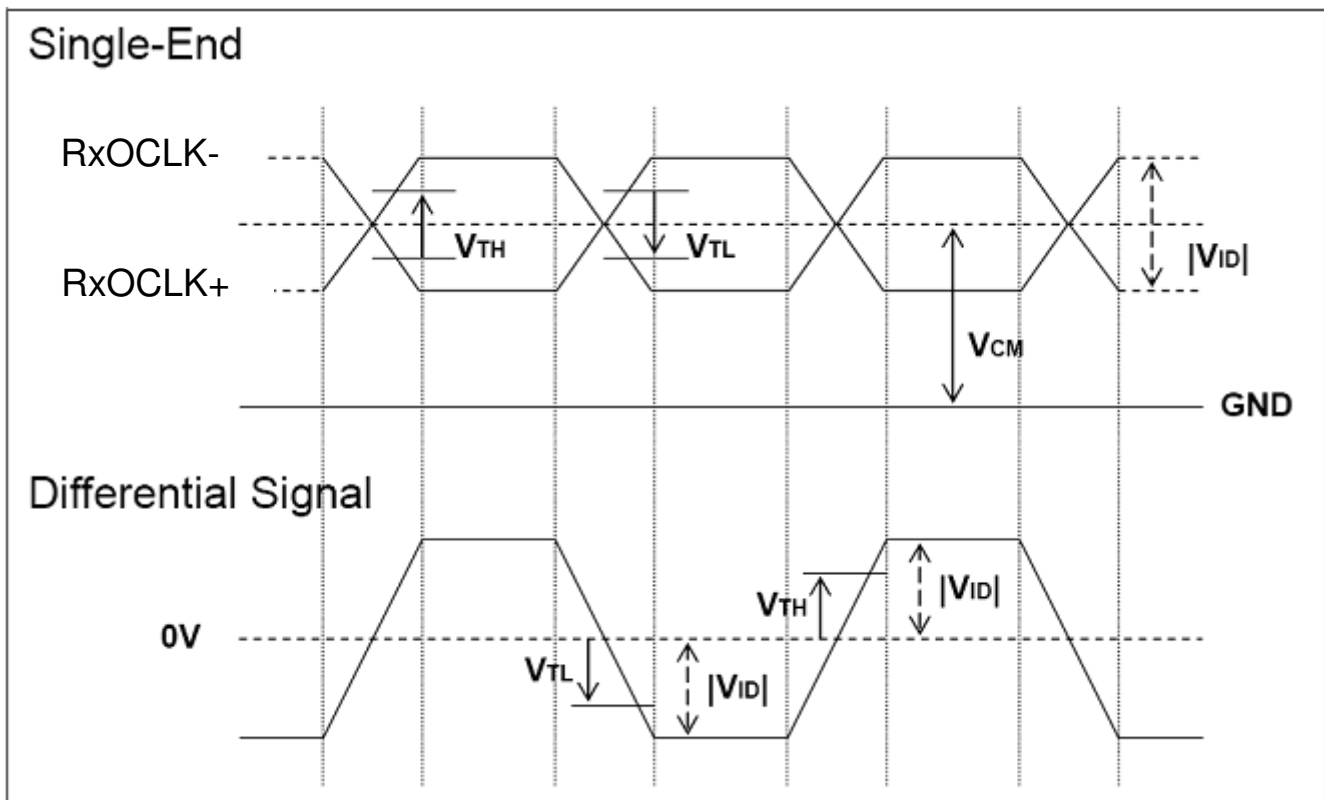 Single-End
RxOCLK-
VTH
VTL
|VID|
RxOCLK+
VCM
GND
Differential Signal
|VID|
VTH
0V
VTL
|VID|